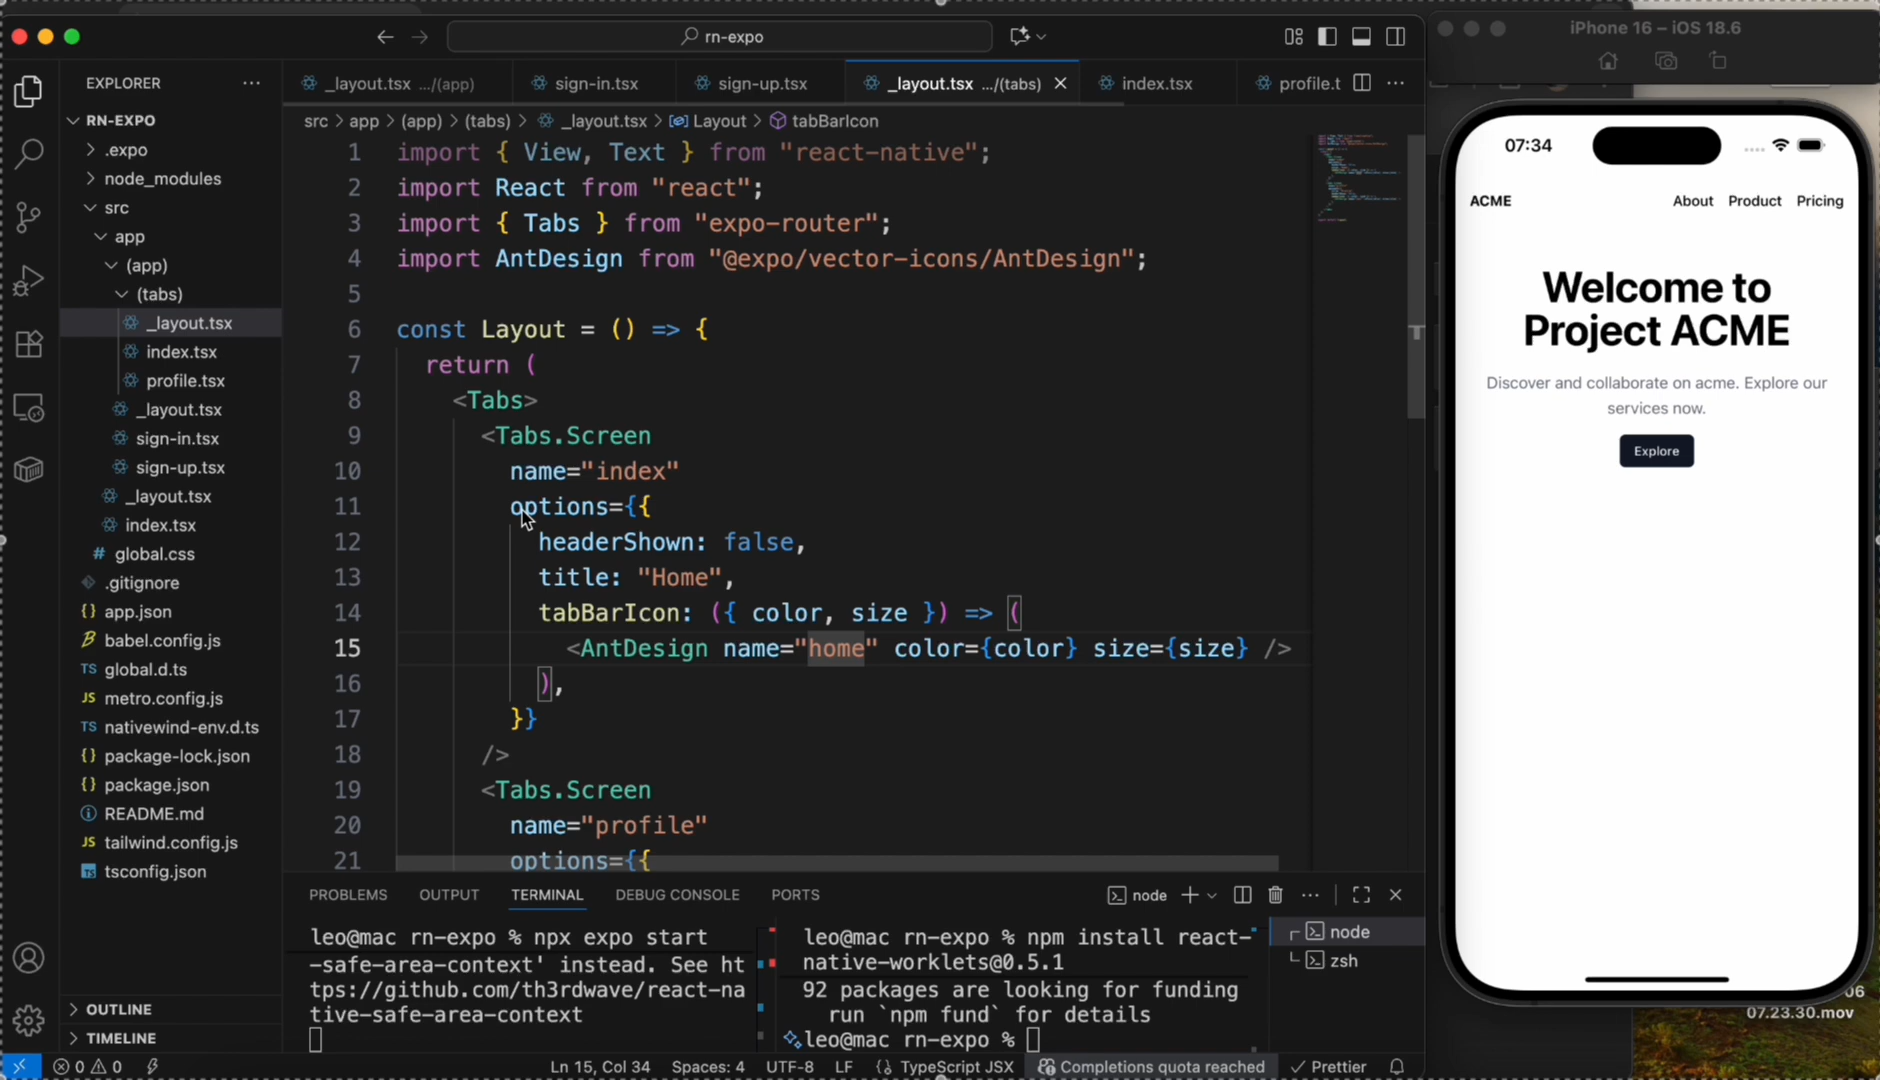 rn-expo
iPhone 16 – iOS 18.6
EXPLORER
_layout.tsx .../(app)
sign-in.tsx
sign-up.tsx
_layout.tsx .../(tabs)
index.tsx
profile.t
src > app > (app) > (tabs) > _layout.tsx > Layout > tabBarIcon
RN-EXPO
.expo
node_modules
src
app
(app)
(tabs)
_layout.tsx
index.tsx
profile.tsx
_layout.tsx
sign-in.tsx
sign-up.tsx
_layout.tsx
index.tsx
# global.css
.gitignore
{} app.json
babel.config.js
TS global.d.ts
JS metro.config.js
TS nativewind-env.d.ts
{} package-lock.json
{} package.json
README.md
JS tailwind.config.js
TS tsconfig.json
OUTLINE
TIMELINE
1 import { View, Text } from "react-native";
2 import React from "react";
3 import { Tabs } from "expo-router";
4 import AntDesign from "@expo/vector-icons/AntDesign";
5
6 const Layout = () => {
7 return (
8 <Tabs>
9 <Tabs.Screen
10 name="index"
11 options={{
12 headerShown: false,
13 title: "Home",
14 tabBarIcon: ({ color, size }) => (
15 <AntDesign name="home" color={color} size={size} />
16 ),
17 }}
18 />
19 <Tabs.Screen
20 name="profile"
21 options={{
PROBLEMS
OUTPUT
TERMINAL
DEBUG CONSOLE
PORTS
node
leo@mac rn-expo % npx expo start
-safe-area-context' instead. See ht
tps://github.com/th3rdwave/react-na
tive-safe-area-context
leo@mac rn-expo % npm install react-
native-worklets@0.5.1
92 packages are looking for funding
run `npm fund` for details
leo@mac rn-expo %
node
zsh
0 0
Ln 15, Col 34
Spaces: 4
UTF-8
LF
{} TypeScript JSX
Completions quota reached
Prettier
07:34
ACME
About Product Pricing
Welcome to
Project ACME
Discover and collaborate on acme. Explore our
services now.
Explore
06
07.23.30.mov